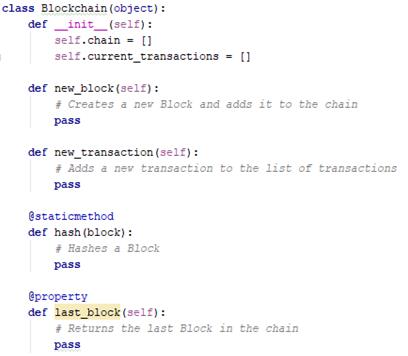 class Blockchain(object):
    def __init__(self):
        self.chain = []
        self.current_transactions = []
    def new_block(self):
        # Creates a new Block and adds it to the chain
        pass
    def new_transaction(self):
        # Adds a new transaction to the list of transactions
        pass
    @staticmethod
    def hash(block):
        # Hashes a Block
        pass
    @property
    def last_block(self):
        # Returns the last Block in the chain
        pass